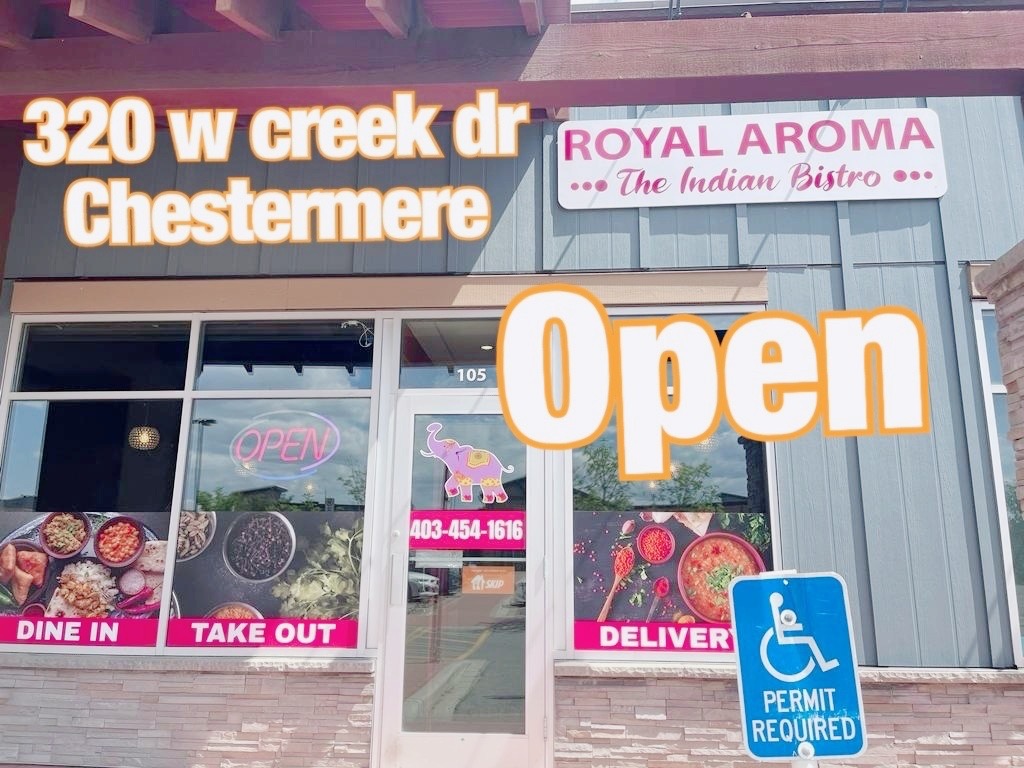 320 w creek dr
Chestermere
ROYAL AROMA
The Indian Bistro
Open
105
OPEN
403-454-1616
SKIP
DINE IN
TAKE OUT
DELIVERY
PERMIT
REQUIRED